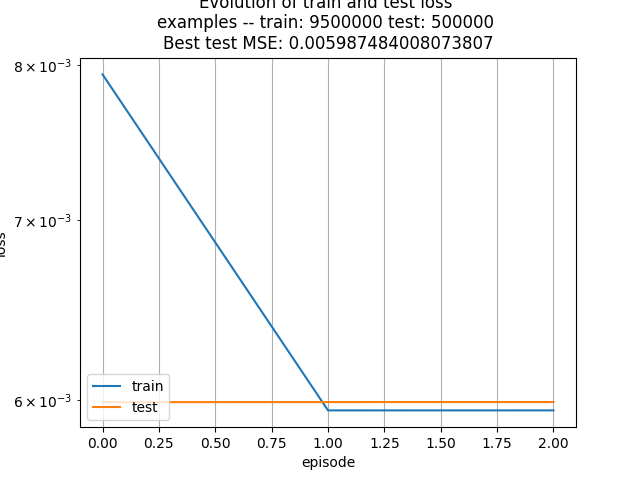 Evolution of train and test loss
examples -- train: 9500000 test: 500000
Best test MSE: 0.005987484008073807
8 × 10⁻³
7 × 10⁻³
6 × 10⁻³
loss
train
test
0.00 0.25 0.50 0.75 1.00 1.25 1.50 1.75 2.00
episode